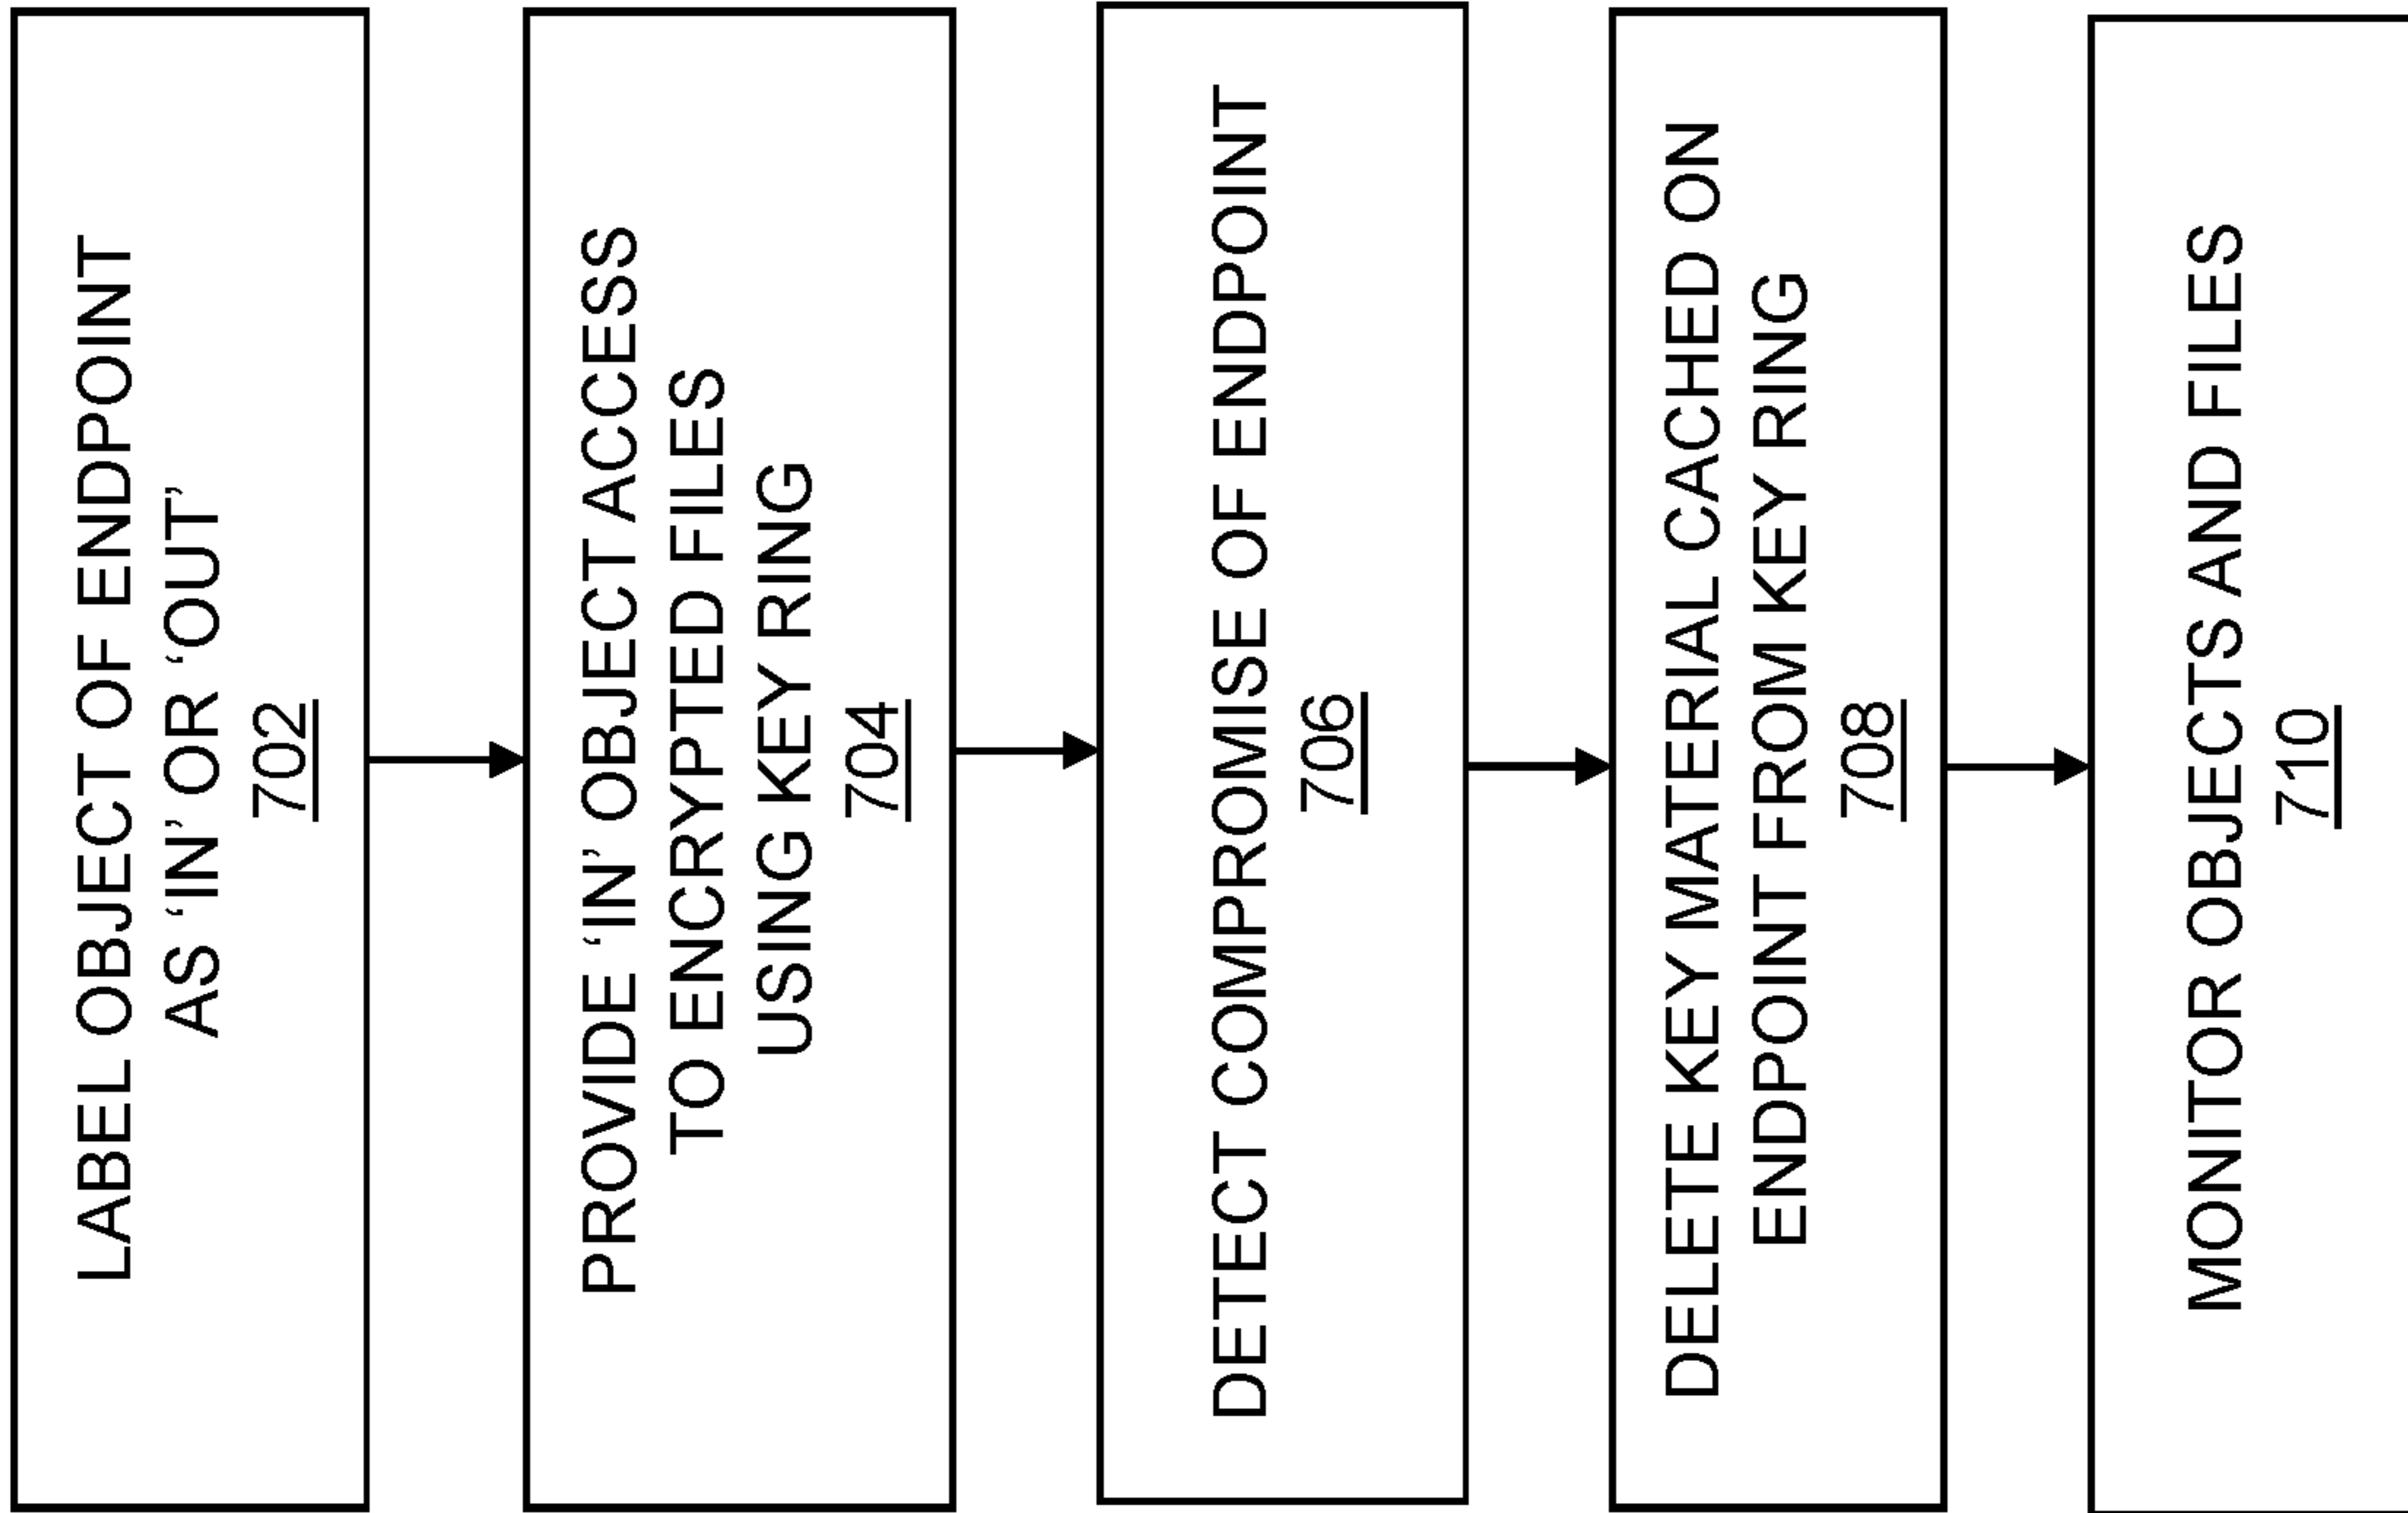 LABEL OBJECT OF ENDPOINT
AS ‘IN’ OR ‘OUT’
702
PROVIDE ‘IN’ OBJECT ACCESS
TO ENCRYPTED FILES
USING KEY RING
704
DETECT COMPROMISE OF ENDPOINT
706
DELETE KEY MATERIAL CACHED ON
ENDPOINT FROM KEY RING
708
MONITOR OBJECTS AND FILES
710